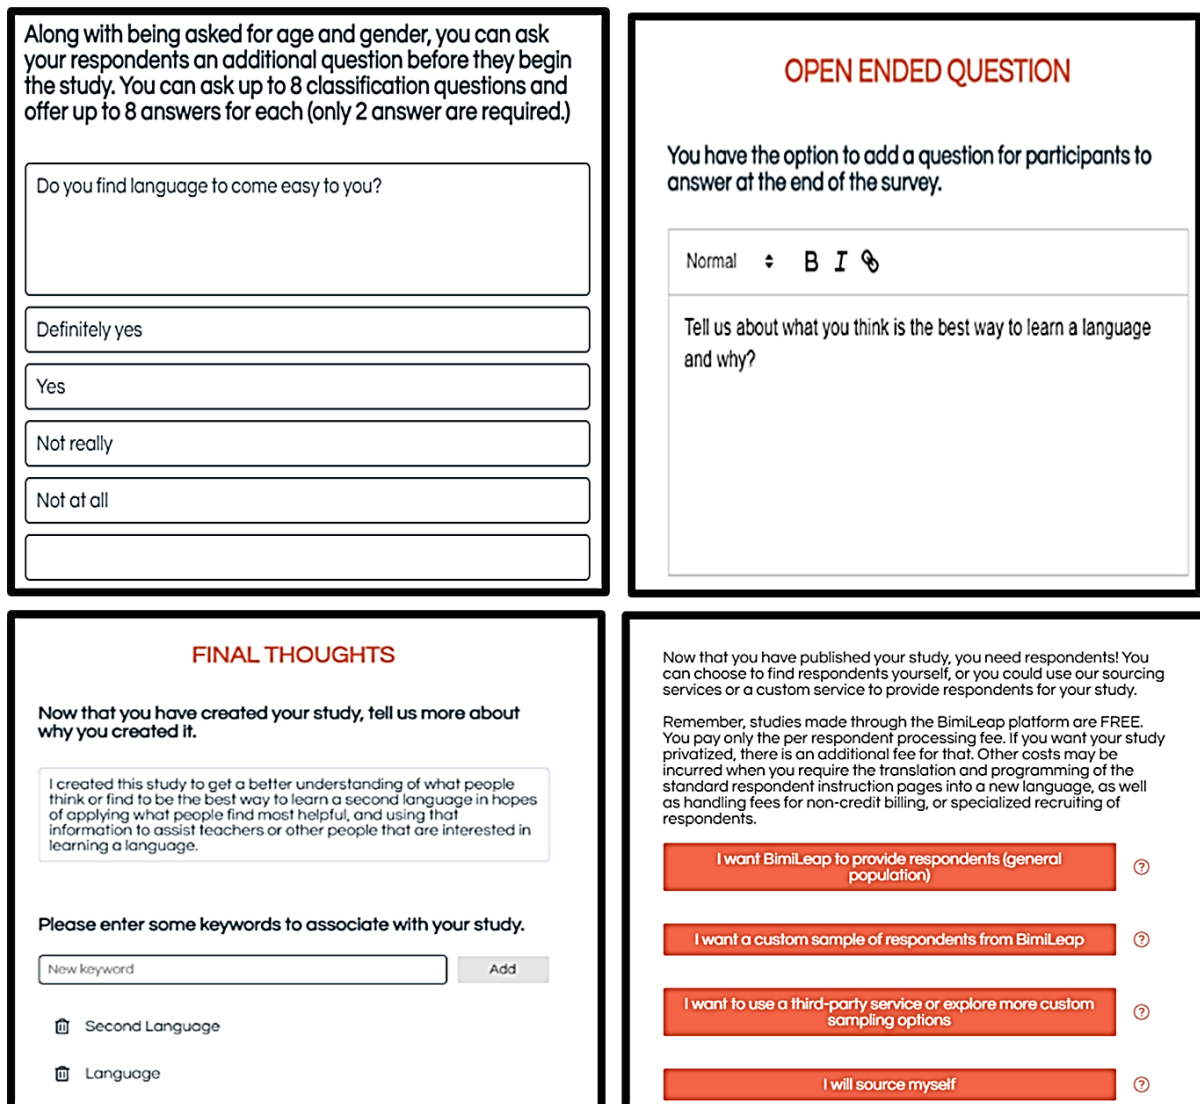 Along with being asked for age and gender, you can ask
your respondents an additional question before they begin
the study. You can ask up to 8 classification questions and
offer up to 8 answers for each (only 2 answer are required.)
Do you find language to come easy to you?
Definitely yes
Yes
Not really
Not at all
OPEN ENDED QUESTION
You have the option to add a question for participants to
answer at the end of the survey.
Normal B I
Tell us about what you think is the best way to learn a language
and why?
FINAL THOUGHTS
Now that you have created your study, tell us more about
why you created it.
I created this study to get a better understanding of what people
think or find to be the best way to learn a second language in hopes
of applying what people find most helpful, and using that
information to assist teachers or other people that are interested in
learning a language.
Please enter some keywords to associate with your study.
New keyword Add
Second Language
Language
Now that you have published your study, you need respondents! You
can choose to find respondents yourself, or you could use our sourcing
services or a custom service to provide respondents for your study.
Remember, studies made through the BimiLeap platform are FREE.
You pay only the per respondent processing fee. If you want your study
privatized, there is an additional fee for that. Other costs may be
incurred when you require the translation and programming of the
standard respondent instruction pages into a new language, as well
as handling fees for non-credit billing, or specialized recruiting of
respondents.
I want BimiLeap to provide respondents (general
population) ?
I want a custom sample of respondents from BimiLeap ?
I want to use a third-party service or explore more custom
sampling options ?
I will source myself ?